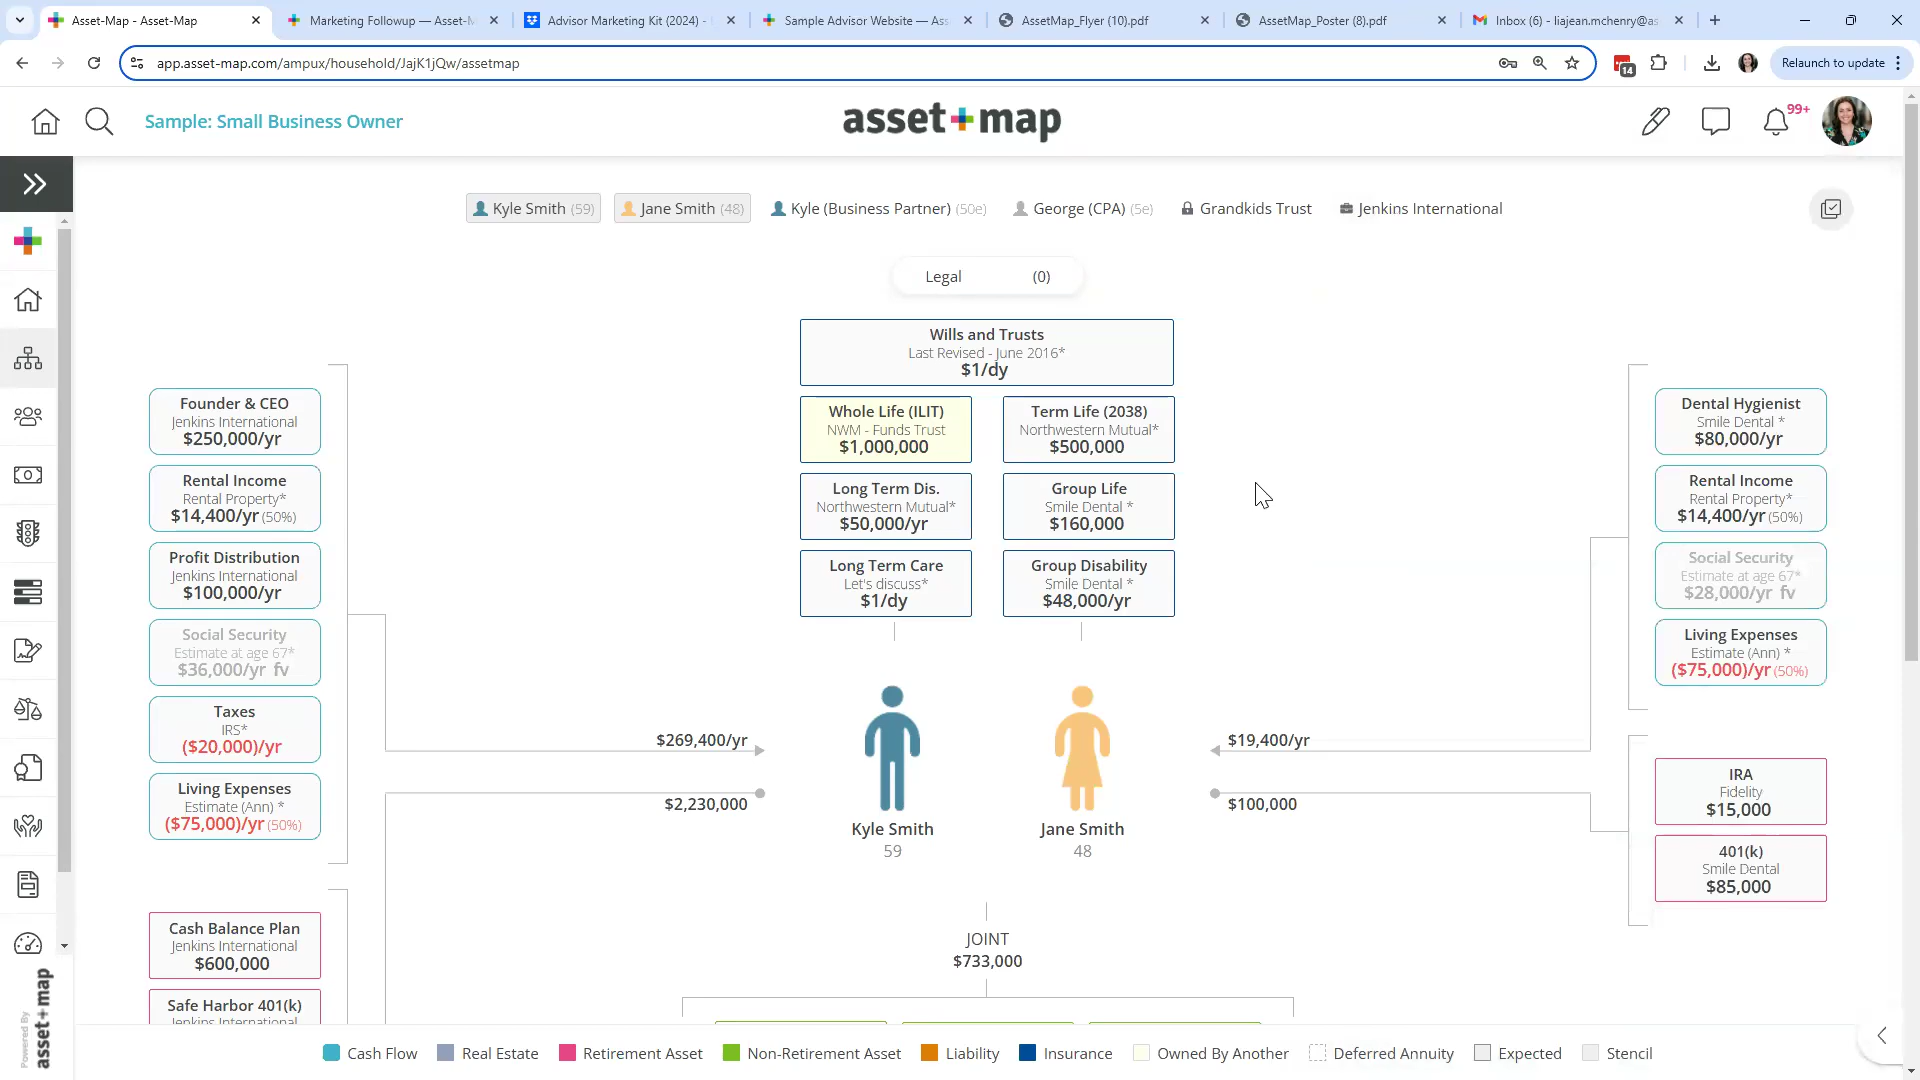 Asset-Map - Asset-Map
Marketing Followup — Asset-M
Advisor Marketing Kit (2024) -
Sample Advisor Website — Ass
AssetMap_Flyer (10).pdf
AssetMap_Poster (8).pdf
Inbox (6) - liajean.mchenry@as
app.asset-map.com/ampux/household/JajK1jQw/assetmap
14
Relaunch to update
Sample: Small Business Owner
asset+map
99+
Kyle Smith (59)
Jane Smith (48)
Kyle (Business Partner) (50e)
George (CPA) (5e)
Grandkids Trust
Jenkins International
Legal (0)
Wills and Trusts
Last Revised - June 2016*
$1/dy
Whole Life (ILIT)
NWM - Funds Trust
$1,000,000
Term Life (2038)
Northwestern Mutual*
$500,000
Long Term Dis.
Northwestern Mutual*
$50,000/yr
Group Life
Smile Dental *
$160,000
Long Term Care
Let's discuss*
$1/dy
Group Disability
Smile Dental *
$48,000/yr
Founder & CEO
Jenkins International
$250,000/yr
Rental Income
Rental Property*
$14,400/yr (50%)
Profit Distribution
Jenkins International
$100,000/yr
Social Security
Estimate at age 67*
$36,000/yr fv
Taxes
IRS*
($20,000)/yr
Living Expenses
Estimate (Ann) *
($75,000)/yr (50%)
Cash Balance Plan
Jenkins International
$600,000
Safe Harbor 401(k)
Jenkins International
$269,400/yr
$2,230,000
Kyle Smith
59
Jane Smith
48
$19,400/yr
$100,000
JOINT
$733,000
Dental Hygienist
Smile Dental *
$80,000/yr
Rental Income
Rental Property*
$14,400/yr (50%)
Social Security
Estimate at age 67*
$28,000/yr fv
Living Expenses
Estimate (Ann) *
($75,000)/yr (50%)
IRA
Fidelity
$15,000
401(k)
Smile Dental
$85,000
Powered By
asset+map
Cash Flow
Real Estate
Retirement Asset
Non-Retirement Asset
Liability
Insurance
Owned By Another
Deferred Annuity
Expected
Stencil